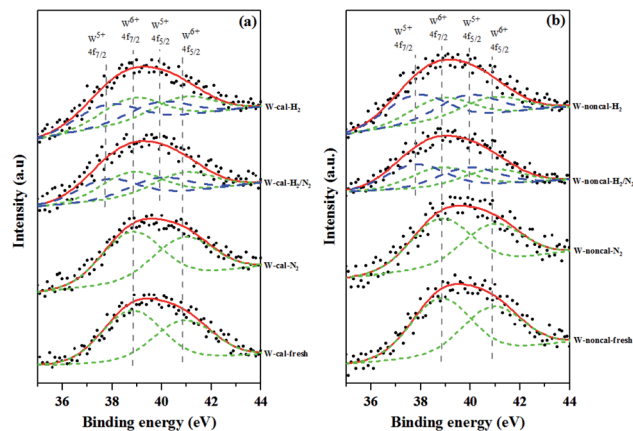 (a)
W⁵⁺ W⁶⁺ W⁵⁺ W⁶⁺
4f₇/₂ 4f₇/₂ 4f₅/₂ 4f₅/₂
W-cal-H₂
W-cal-H₂/N₂
W-cal-N₂
W-cal-fresh
Intensity (a.u)
36 38 40 42 44
Binding energy (eV)
(b)
W⁵⁺ W⁶⁺ W⁵⁺ W⁶⁺
4f₇/₂ 4f₇/₂ 4f₅/₂ 4f₅/₂
W-noncal-H₂
W-noncal-H₂/N₂
W-noncal-N₂
W-noncal-fresh
Intensity (a.u.)
36 38 40 42 44
Binding energy (eV)